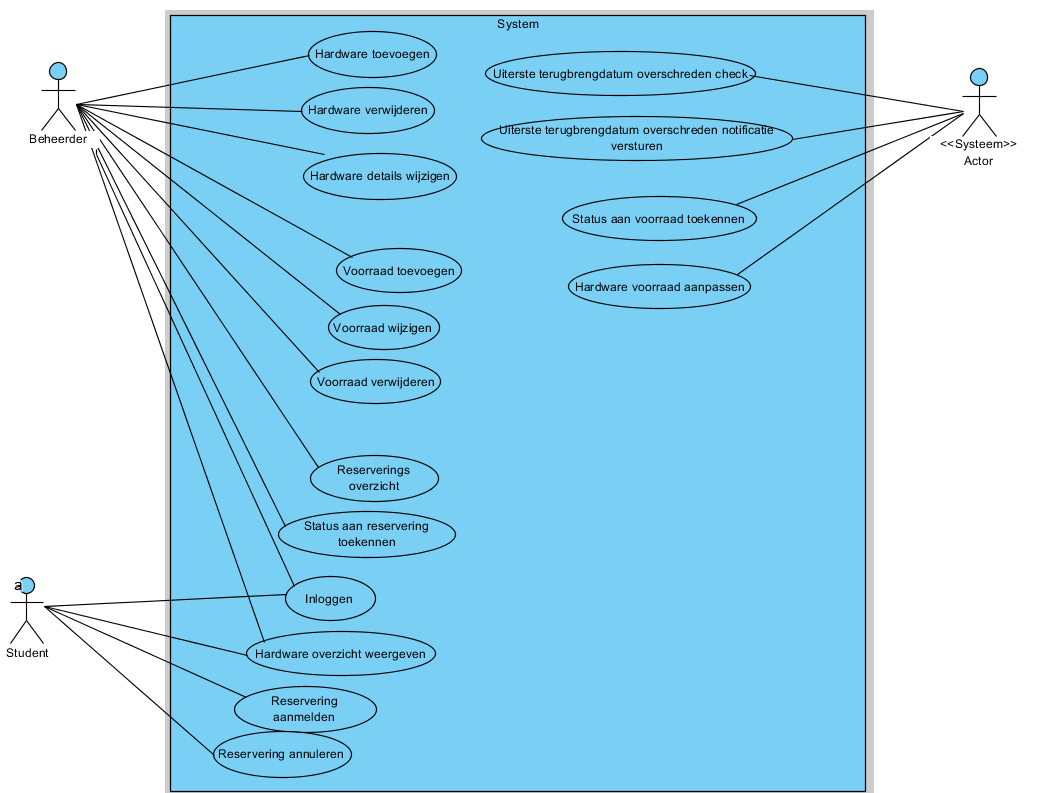 System
Hardware toevoegen
Hardware verwijderen
Hardware details wijzigen
Voorraad toevoegen
Voorraad wijzigen
Voorraad verwijderen
Reserverings
overzicht
Status aan reservering
toekennen
Inloggen
Hardware overzicht weergeven
Reservering
aanmelden
Reservering annuleren
Uiterste terugbrengdatum overschreden check
Uiterste terugbrengdatum overschreden notificatie
versturen
Status aan voorraad toekennen
Hardware voorraad aanpassen
Beheerder
a
Student
<<Systeem>>
Actor